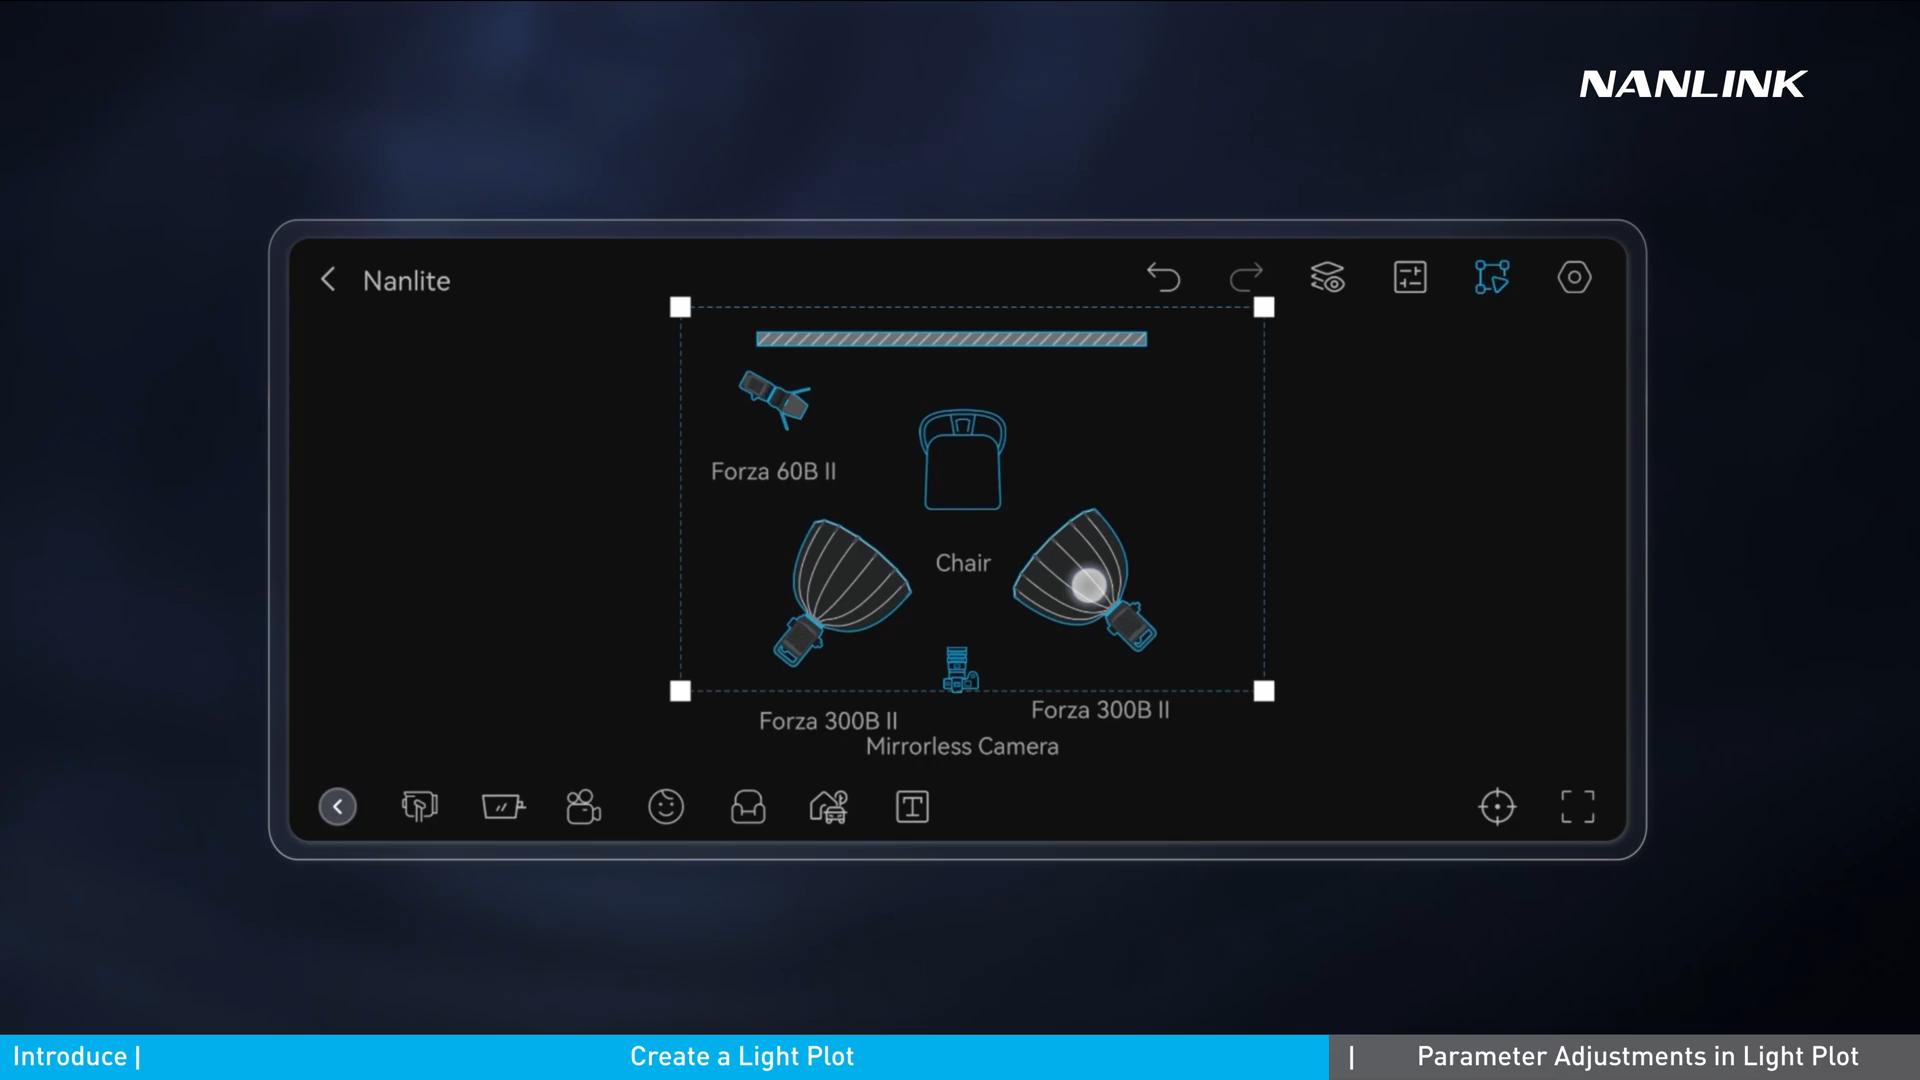 NANLINK
Nanlite
Forza 60B II
Chair
Forza 300B II
Forza 300B II
Mirrorless Camera
T
Introduce |
Create a Light Plot
| Parameter Adjustments in Light Plot